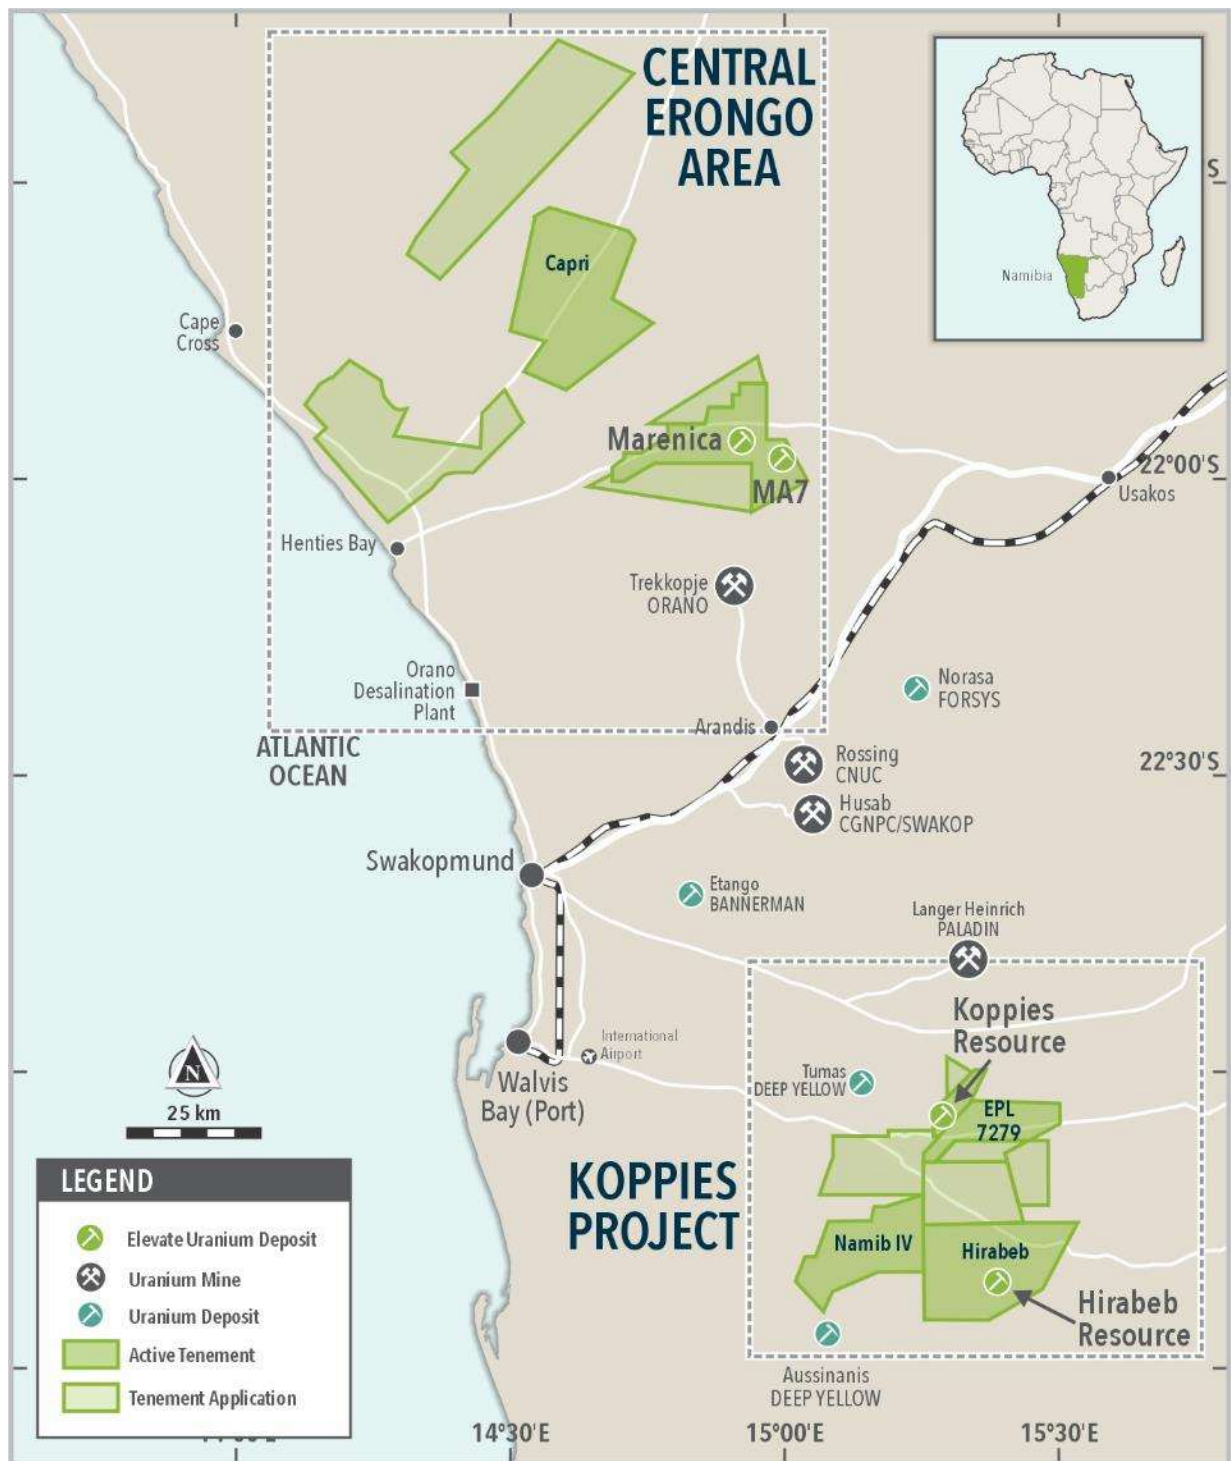 CENTRAL
ERONGO
AREA
S
Namibia
Capri
Cape
Cross
Marenica
MA7
22°00'S
Usakos
Henties Bay
Trekkopje
ORANO
Orano
Desalination
Plant
Norasa
FORSYS
Arandis
ATLANTIC
OCEAN
Rossing
CNUC
22°30'S
Husab
CGNPC/SWAKOP
Swakopmund
Etango
BANNERMAN
Langer Heinrich
PALADIN
Koppies
Resource
N
25 km
International
Airport
Walvis
Bay (Port)
Tumas
DEEP YELLOW
EPL
7279
KOPPIES
PROJECT
Namib IV
Hirabeb
Hirabeb
Resource
Aussinanis
DEEP YELLOW
LEGEND
Elevate Uranium Deposit
Uranium Mine
Uranium Deposit
Active Tenement
Tenement Application
14°30'E
15°00'E
15°30'E